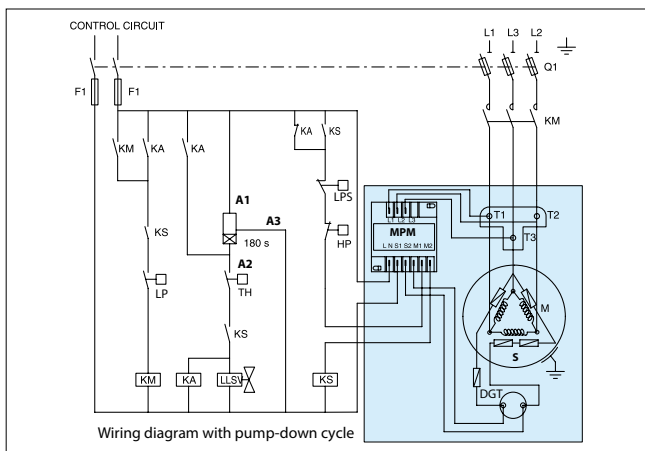 CONTROL CIRCUIT
L1 L3 L2
Q1
F1 F1
KM
KM KA KA KA KS
A1
A3
180 s
LPS
HP
L1 L2 L3
MPM
L N S1 S2 M1 M2
T1 T2
T3
KS
A2
TH
LP
KS
M
S
DGT
KM KA LLSV KS
Wiring diagram with pump-down cycle